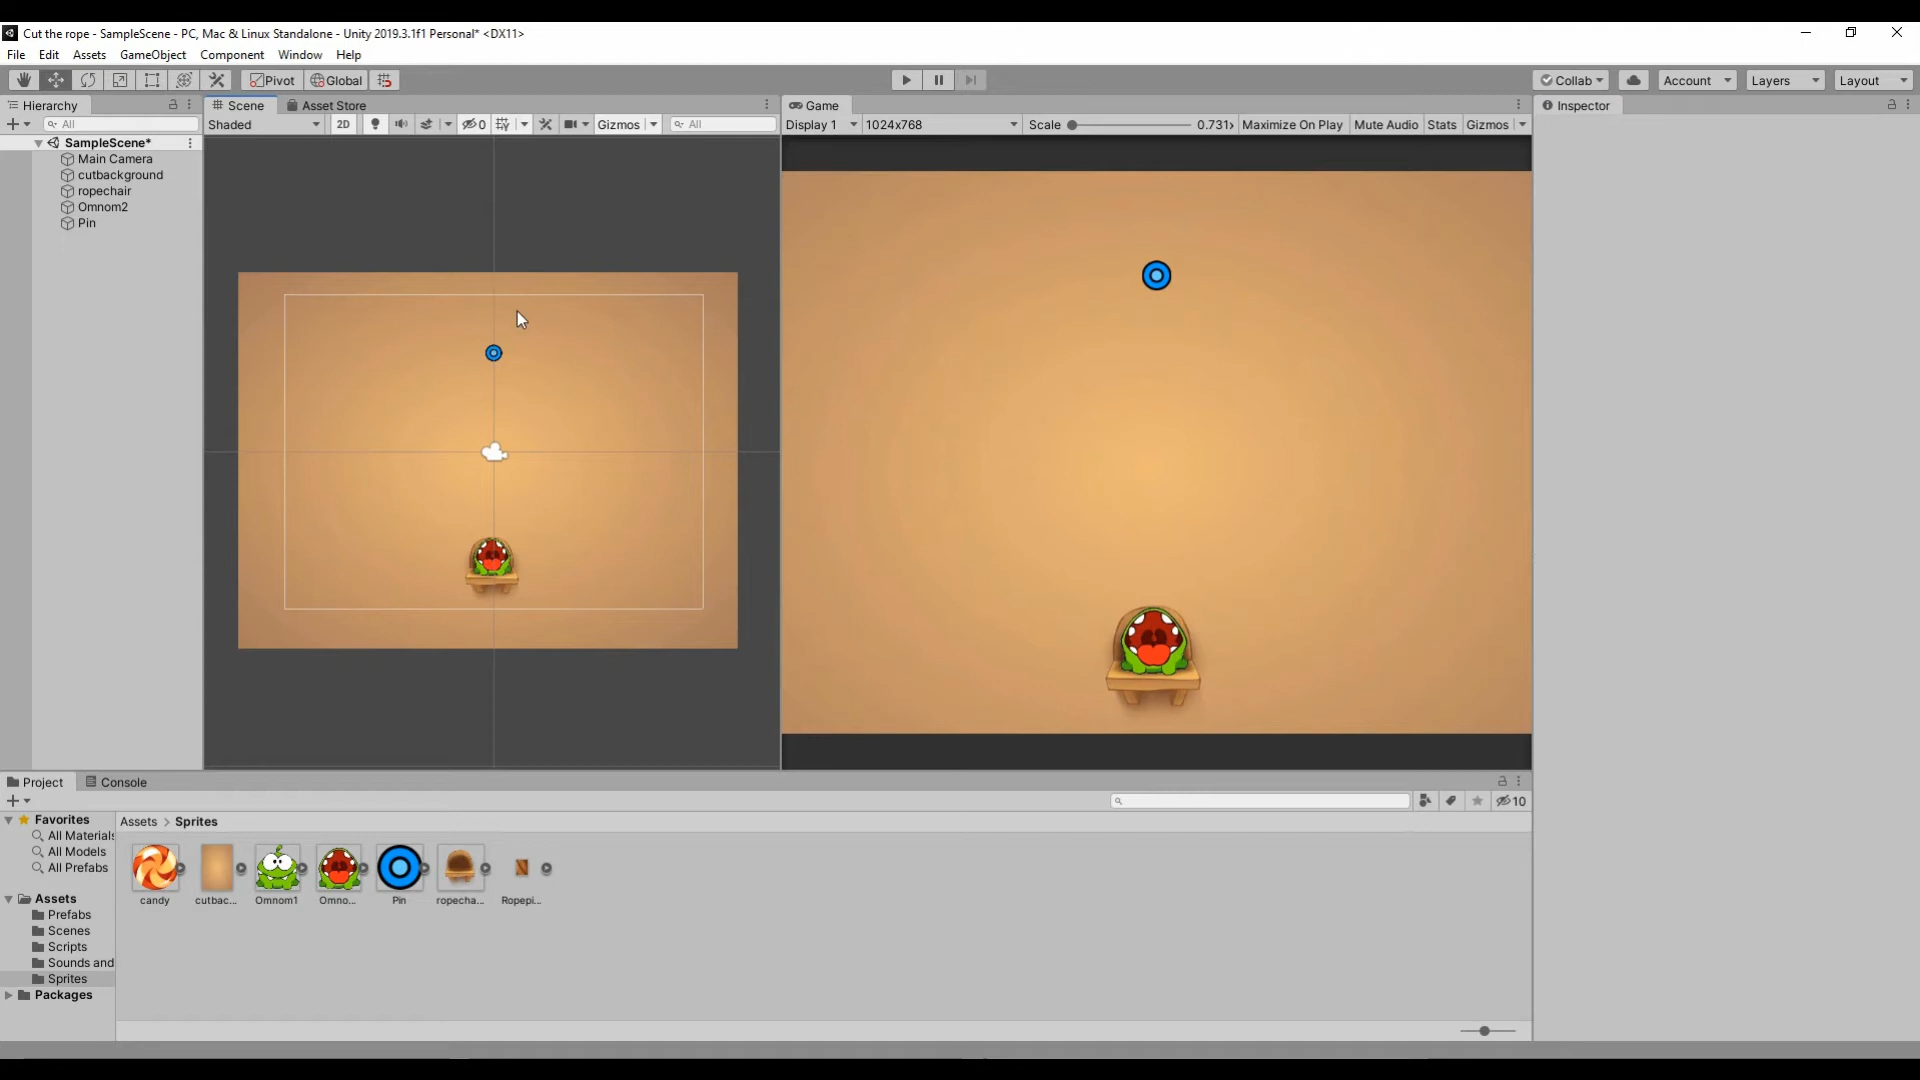 Cut the rope - SampleScene - PC, Mac & Linux Standalone - Unity 2019.3.1f1 Personal* <DX11>
File Edit Assets GameObject Component Window Help
Pivot Global Collab Account Layers Layout
Hierarchy Scene Asset Store Game Inspector
All Shaded 2D 0 Gizmos All Display 1 1024x768 Scale 0.731x Maximize On Play Mute Audio Stats Gizmos
SampleScene*
Main Camera
cutbackground
ropechair
Omnom2
Pin
Project Console
10
Favorites
All Materials
All Models
All Prefabs
Assets
Prefabs
Scenes
Scripts
Sounds and
Sprites
Packages
Assets > Sprites
candy cutbac... Omnom1 Omno... Pin ropecha... Ropepi...